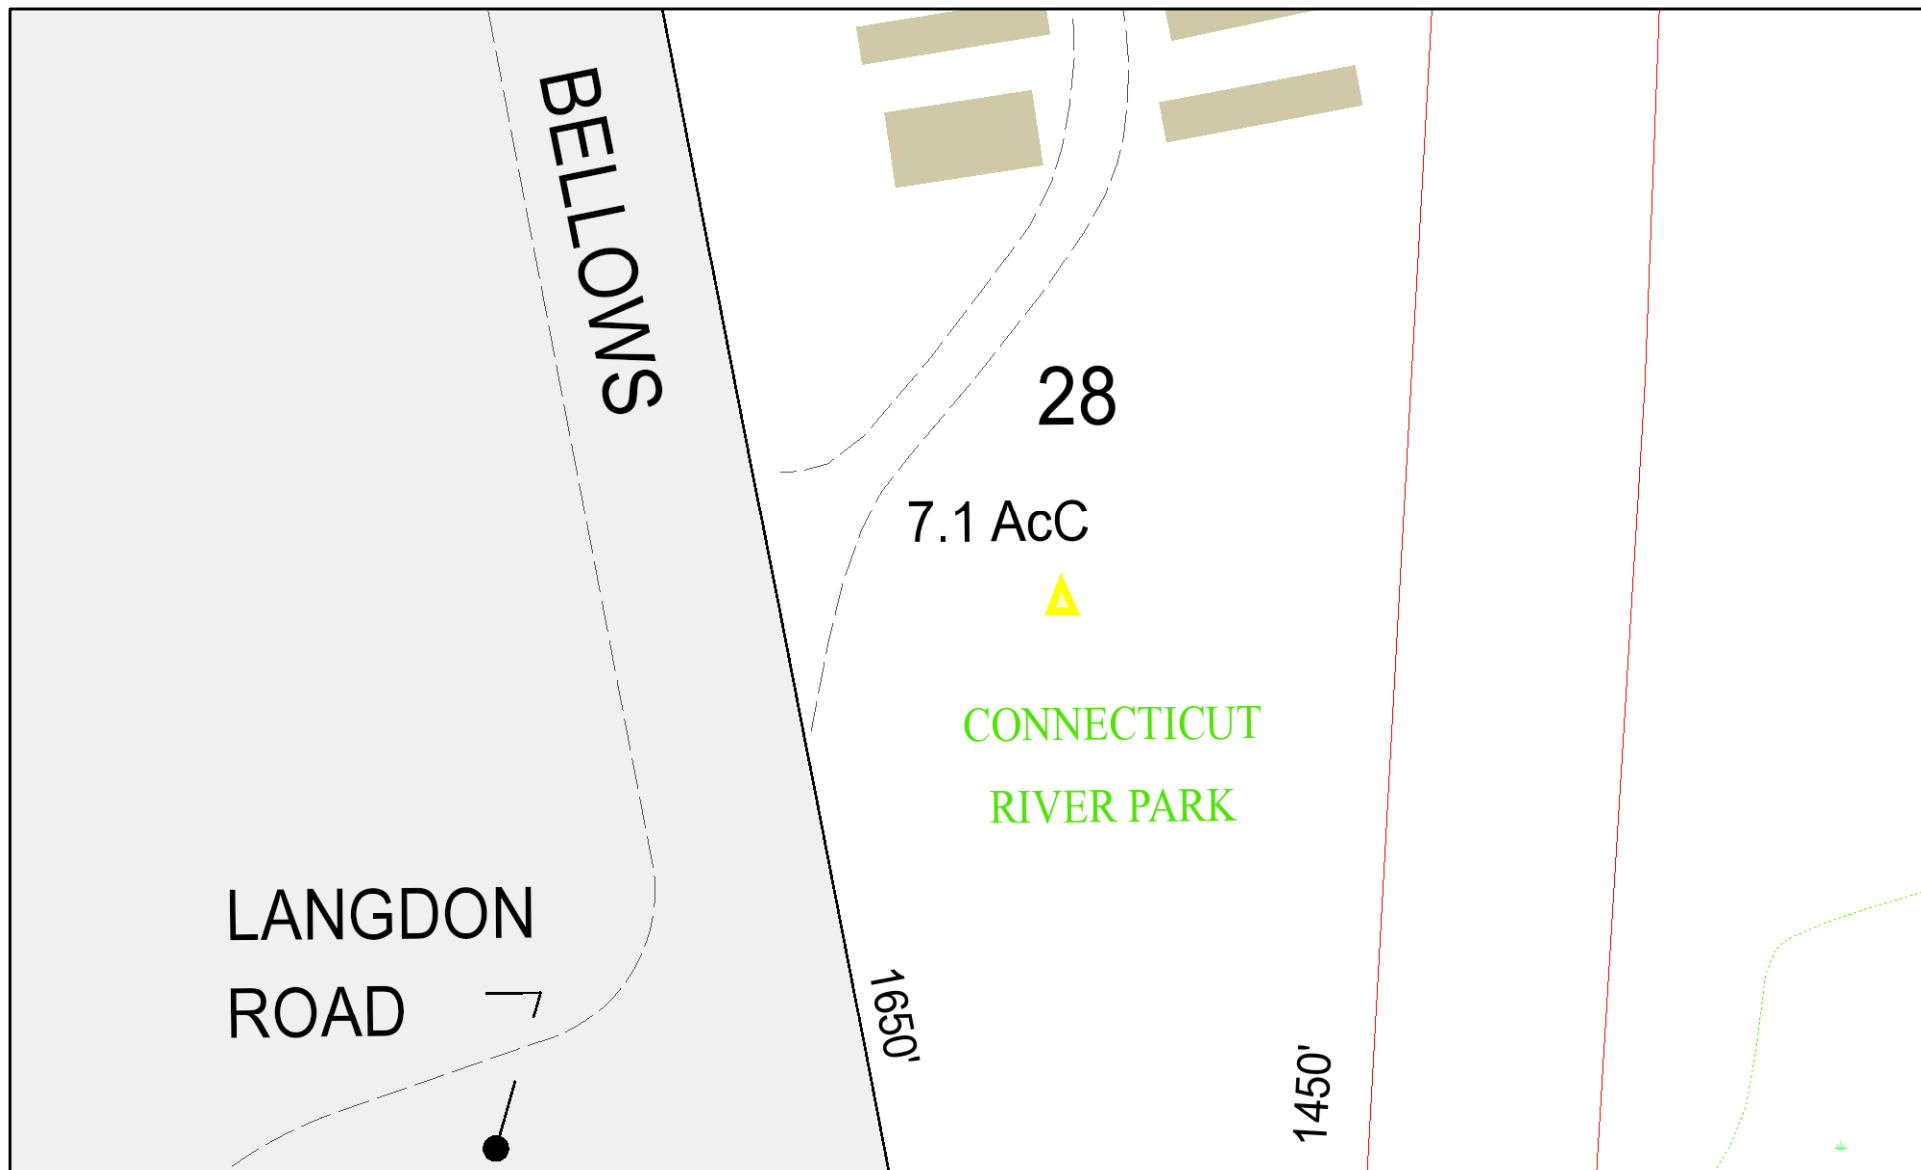 BELLOWS
28
7.1 AcC
CONNECTICUT
RIVER PARK
LANGDON
ROAD
1650'
1450'